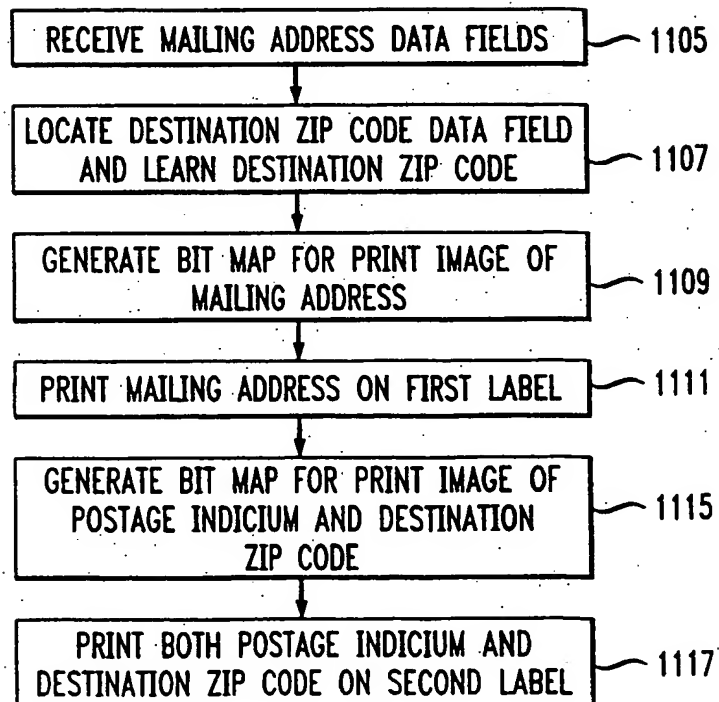 RECEIVE MAILING ADDRESS DATA FIELDS 1105
LOCATE DESTINATION ZIP CODE DATA FIELD
AND LEARN DESTINATION ZIP CODE 1107
GENERATE BIT MAP FOR PRINT IMAGE OF
MAILING ADDRESS 1109
PRINT MAILING ADDRESS ON FIRST LABEL 1111
GENERATE BIT MAP FOR PRINT IMAGE OF
POSTAGE INDICIUM AND DESTINATION 1115
ZIP CODE
PRINT BOTH POSTAGE INDICIUM AND
DESTINATION ZIP CODE ON SECOND LABEL 1117